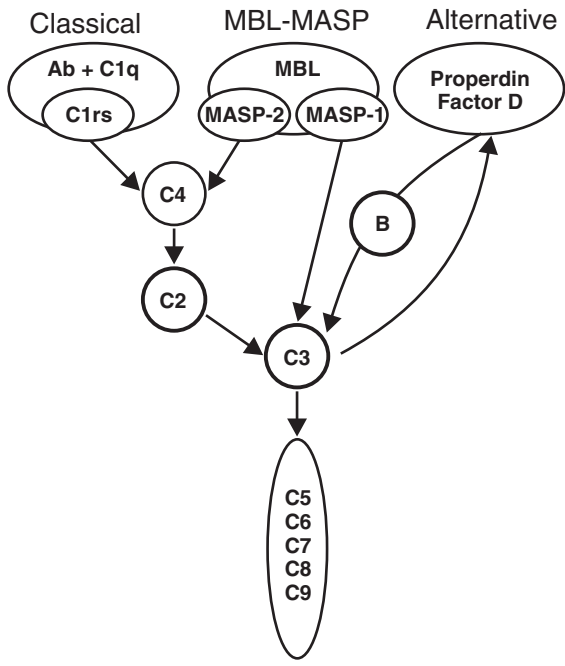 Classical
MBL-MASP
Alternative
Ab + C1q
C1rs
MBL
MASP-2
MASP-1
Properdin
Factor D
C4
B
C2
C3
C5
C6
C7
C8
C9